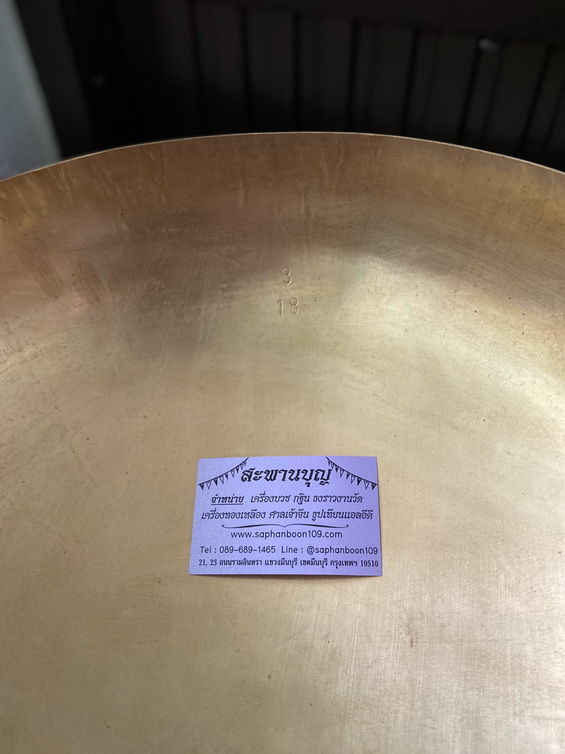 3
18
สะพานบุญ
จำหน่าย เครื่องบวช กฐิน ธงราวงานวัด
เครื่องทองเหลือง ศาลเจ้าจีน ธูปเทียนแอลอีดี
www.saphanboon109.com
Tel : 089-689-1465 Line : @saphanboon109
21, 23 ถนนรามอินทรา แขวงมีนบุรี เขตมีนบุรี กรุงเทพฯ 10510